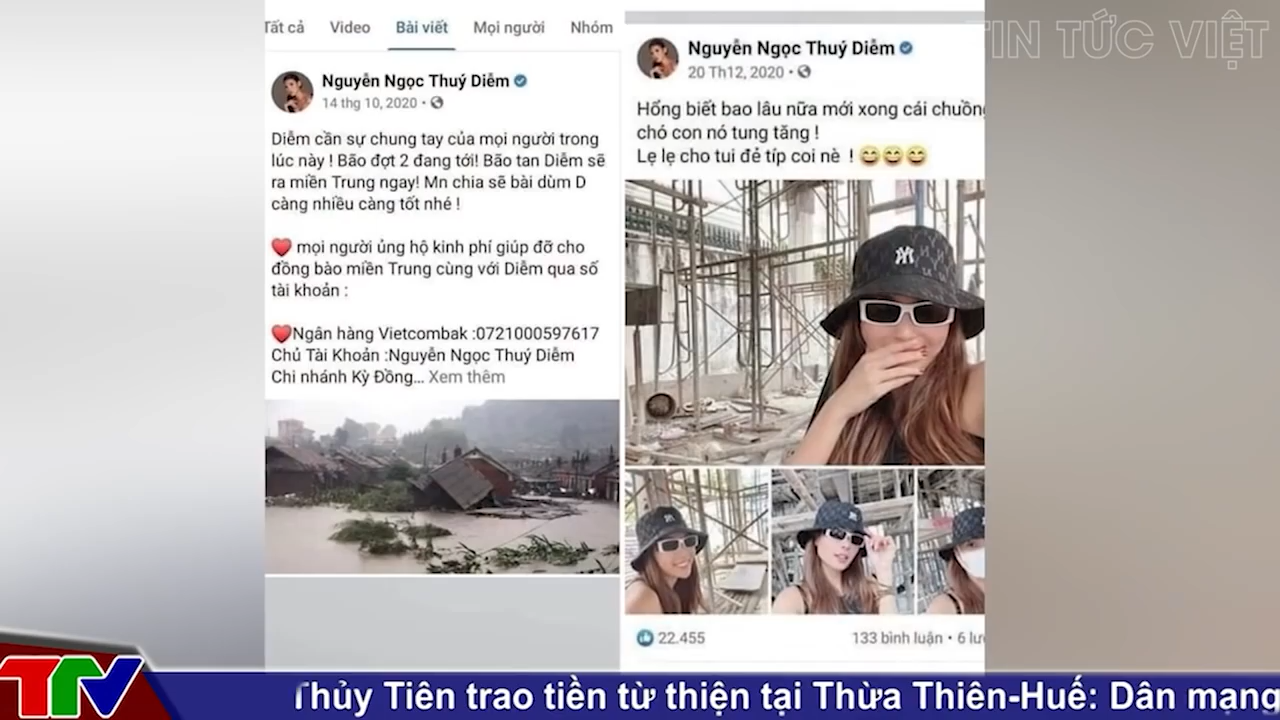 Tất cả Video Bài viết Mọi người Nhóm
Nguyễn Ngọc Thuý Diễm
14 thg 10, 2020
Diễm cần sự chung tay của mọi người trong
lúc này ! Bão đợt 2 đang tới! Bão tan Diễm sẽ
ra miền Trung ngay! Mn chia sẽ bài dùm D
càng nhiều càng tốt nhé !
❤️ mọi người ủng hộ kinh phí giúp đỡ cho
đồng bào miền Trung cùng với Diễm qua số
tài khoản :
❤️Ngân hàng Vietcombak :0721000597617
Chủ Tài Khoản :Nguyễn Ngọc Thuý Diễm
Chi nhánh Kỳ Đồng... Xem thêm
Nguyễn Ngọc Thuý Diễm
20 Th12, 2020
Hổng biết bao lâu nữa mới xong cái chuồng
chó con nó tung tăng !
Lẹ lẹ cho tui đẻ típ coi nè ! 😄😄😄
22.455
133 bình luận • 6
TIN TỨC VIỆT
TTV
Thủy Tiên trao tiền từ thiện tại Thừa Thiên-Huế: Dân mạng